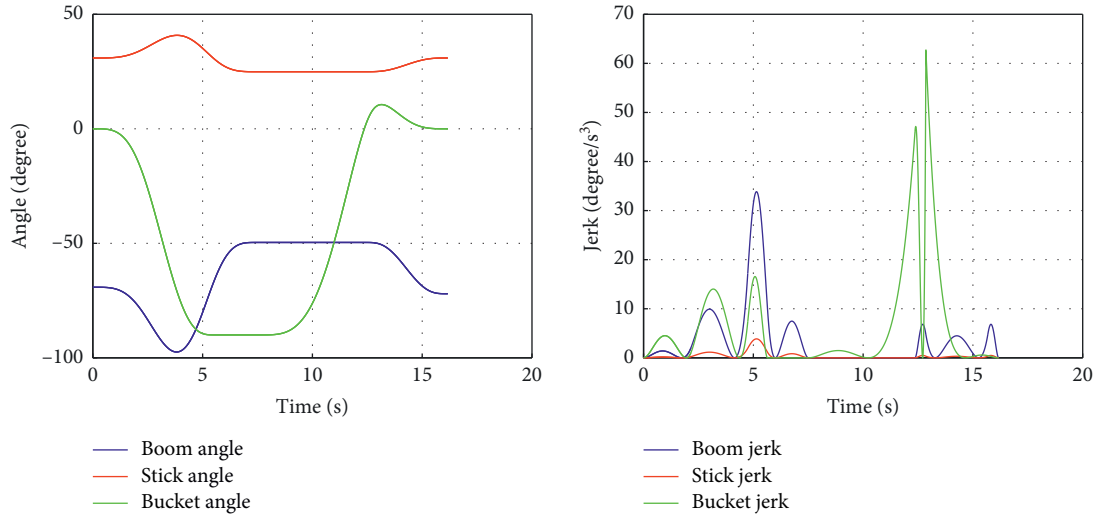 50
0
−50
−100
Angle (degree)
0
5
10
15
20
Time (s)
Boom angle
Stick angle
Bucket angle
70
60
50
40
30
20
10
0
Jerk (degree/s³)
0
5
10
15
20
Time (s)
Boom jerk
Stick jerk
Bucket jerk